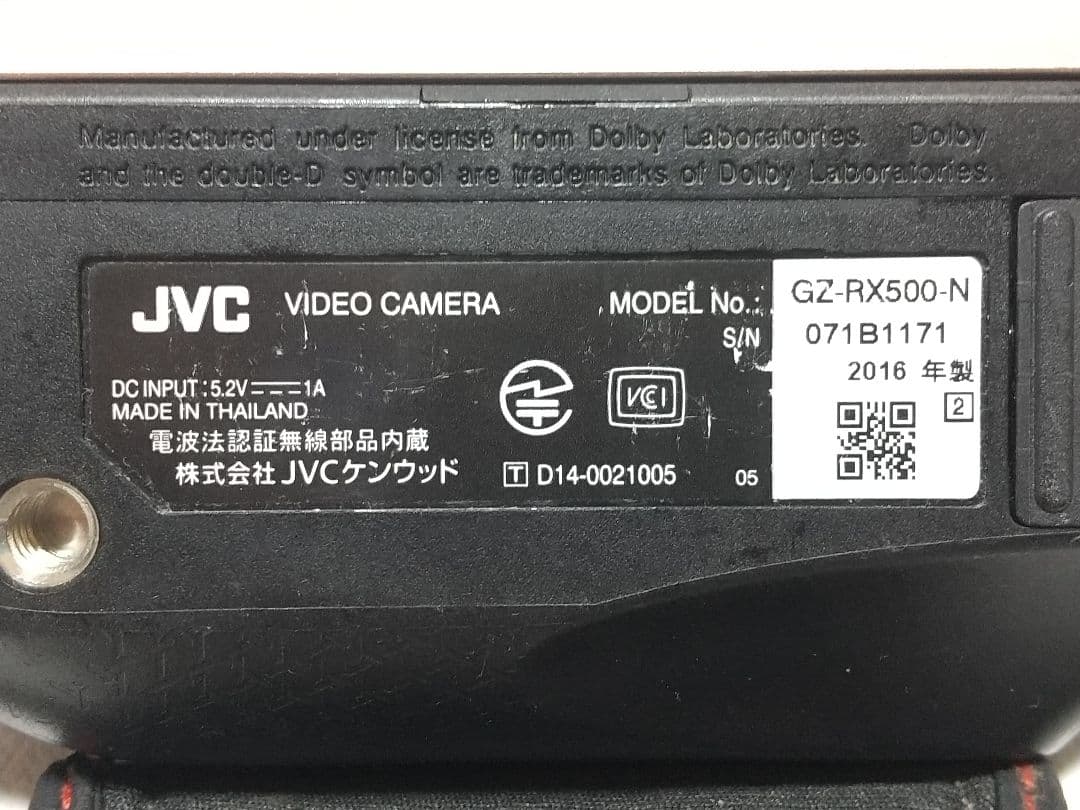 Manufactured under license from Dolby Laboratories. Dolby
and the double-D symbol are trademarks of Dolby Laboratories.
JVC VIDEO CAMERA MODEL No.: GZ-RX500-N
S/N 071B1171
2016 年製
DC INPUT : 5.2V⎓1A
MADE IN THAILAND
電波法認証無線部品内蔵
株式会社 JVCケンウッド
VCCI
T D14-0021005
05
2